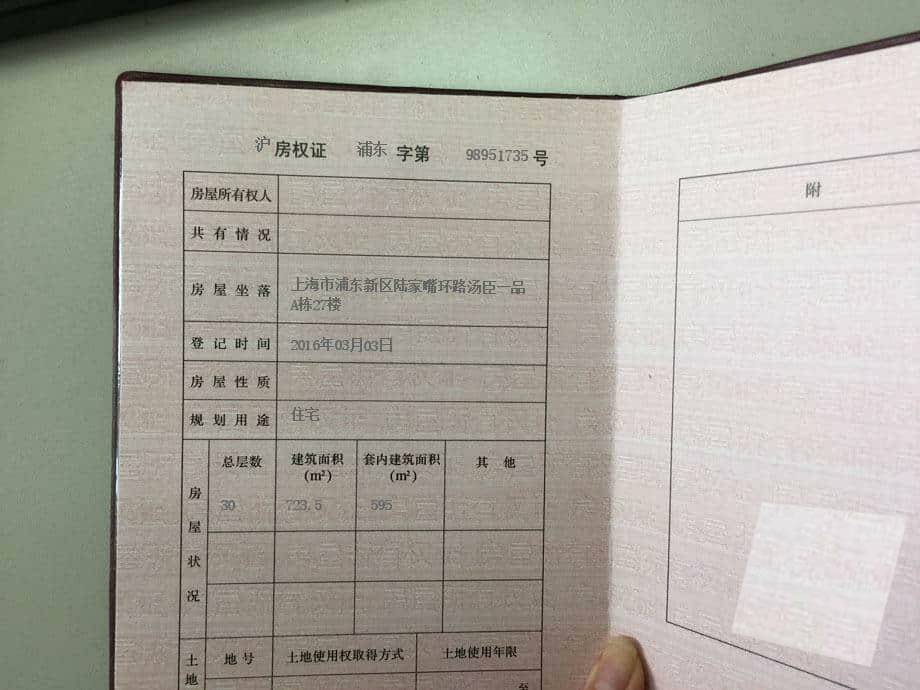 沪 房权证 浦东 字第 98951735 号
房屋所有权人
共有情况
房屋坐落 上海市浦东新区陆家嘴环路汤臣一品
A栋27楼
登记时间 2016年03月03日
房屋性质
规划用途 住宅
房屋状况
总层数 建筑面积 套内建筑面积 其他
(m²) (m²)
30 723.5 595
土地
地号 土地使用权取得方式 土地使用年限
至
附